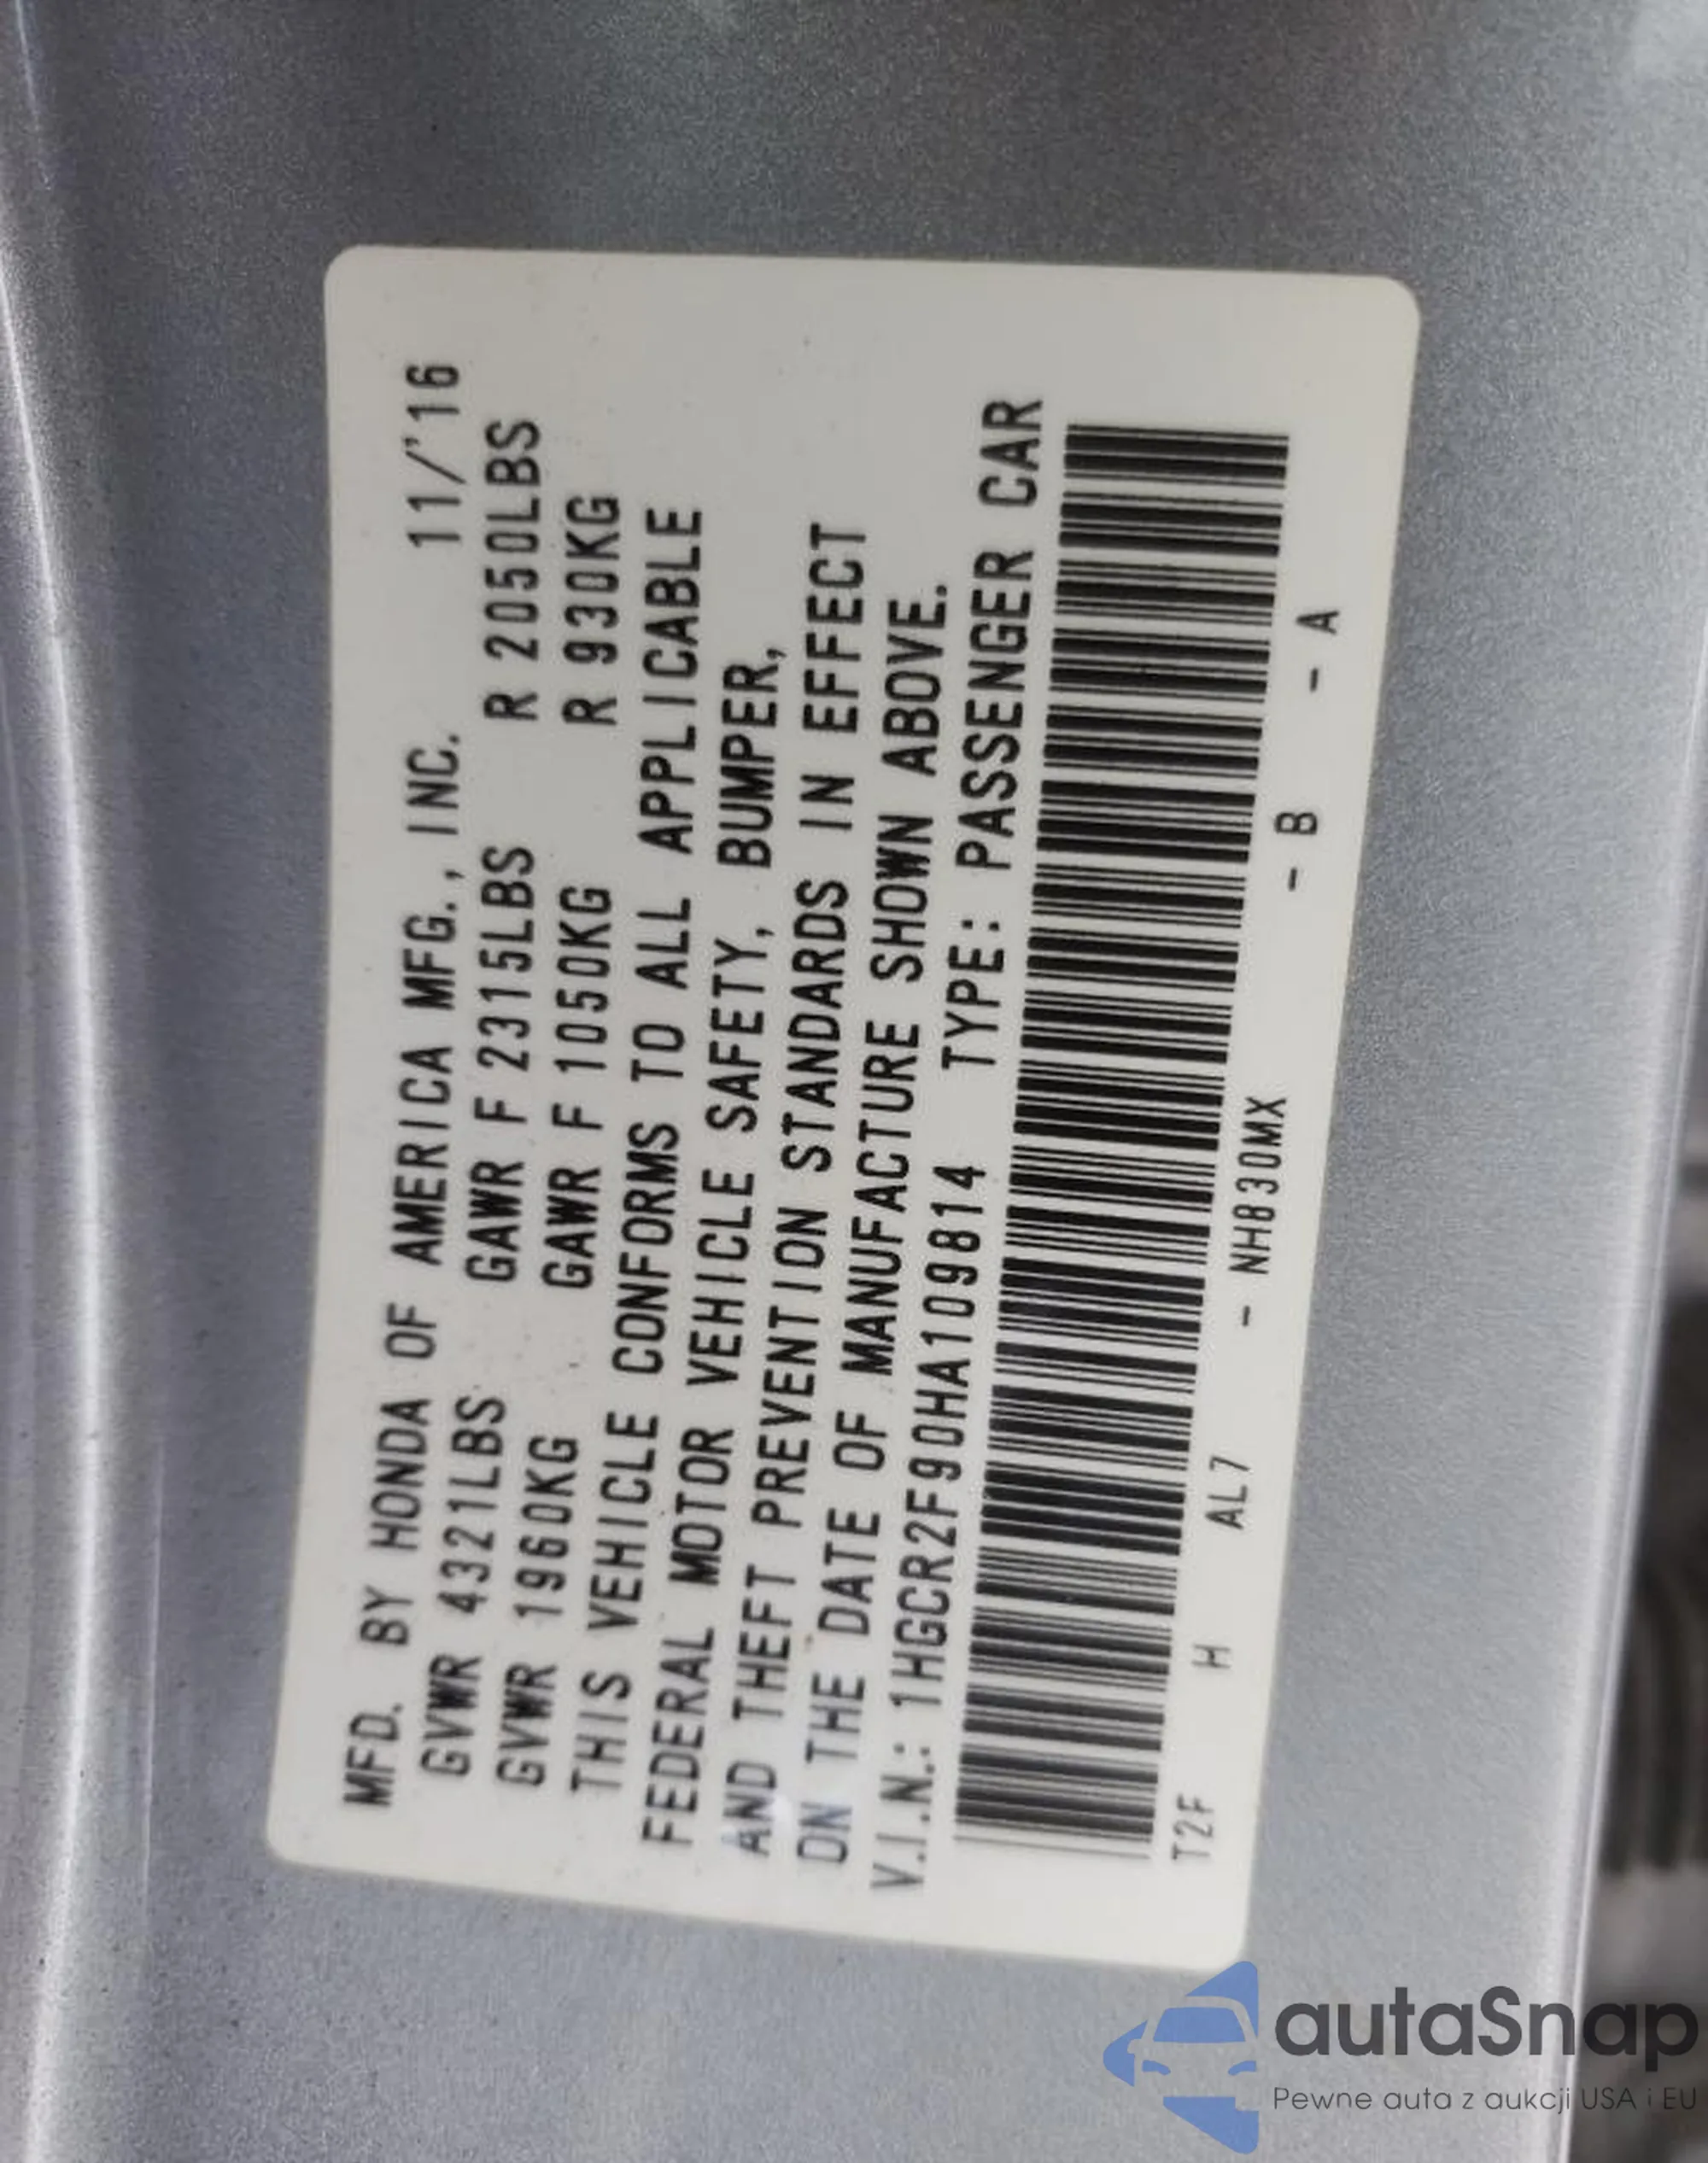 MFD. BY HONDA OF AMERICA MFG., INC. 11/'16
GVWR 4321LBS GAWR F 2315LBS R 2050LBS
GVWR 1960KG GAWR F 1050KG R 930KG
THIS VEHICLE CONFORMS TO ALL APPLICABLE
FEDERAL MOTOR VEHICLE SAFETY, BUMPER,
AND THEFT PREVENTION STANDARDS IN EFFECT
ON THE DATE OF MANUFACTURE SHOWN ABOVE.
V.I.N.: 1HGCR2F90HA109814 TYPE: PASSENGER CAR
T2F H AL7 - NH830MX - B - A
autaSnap
Pewne auta z aukcji USA i EU